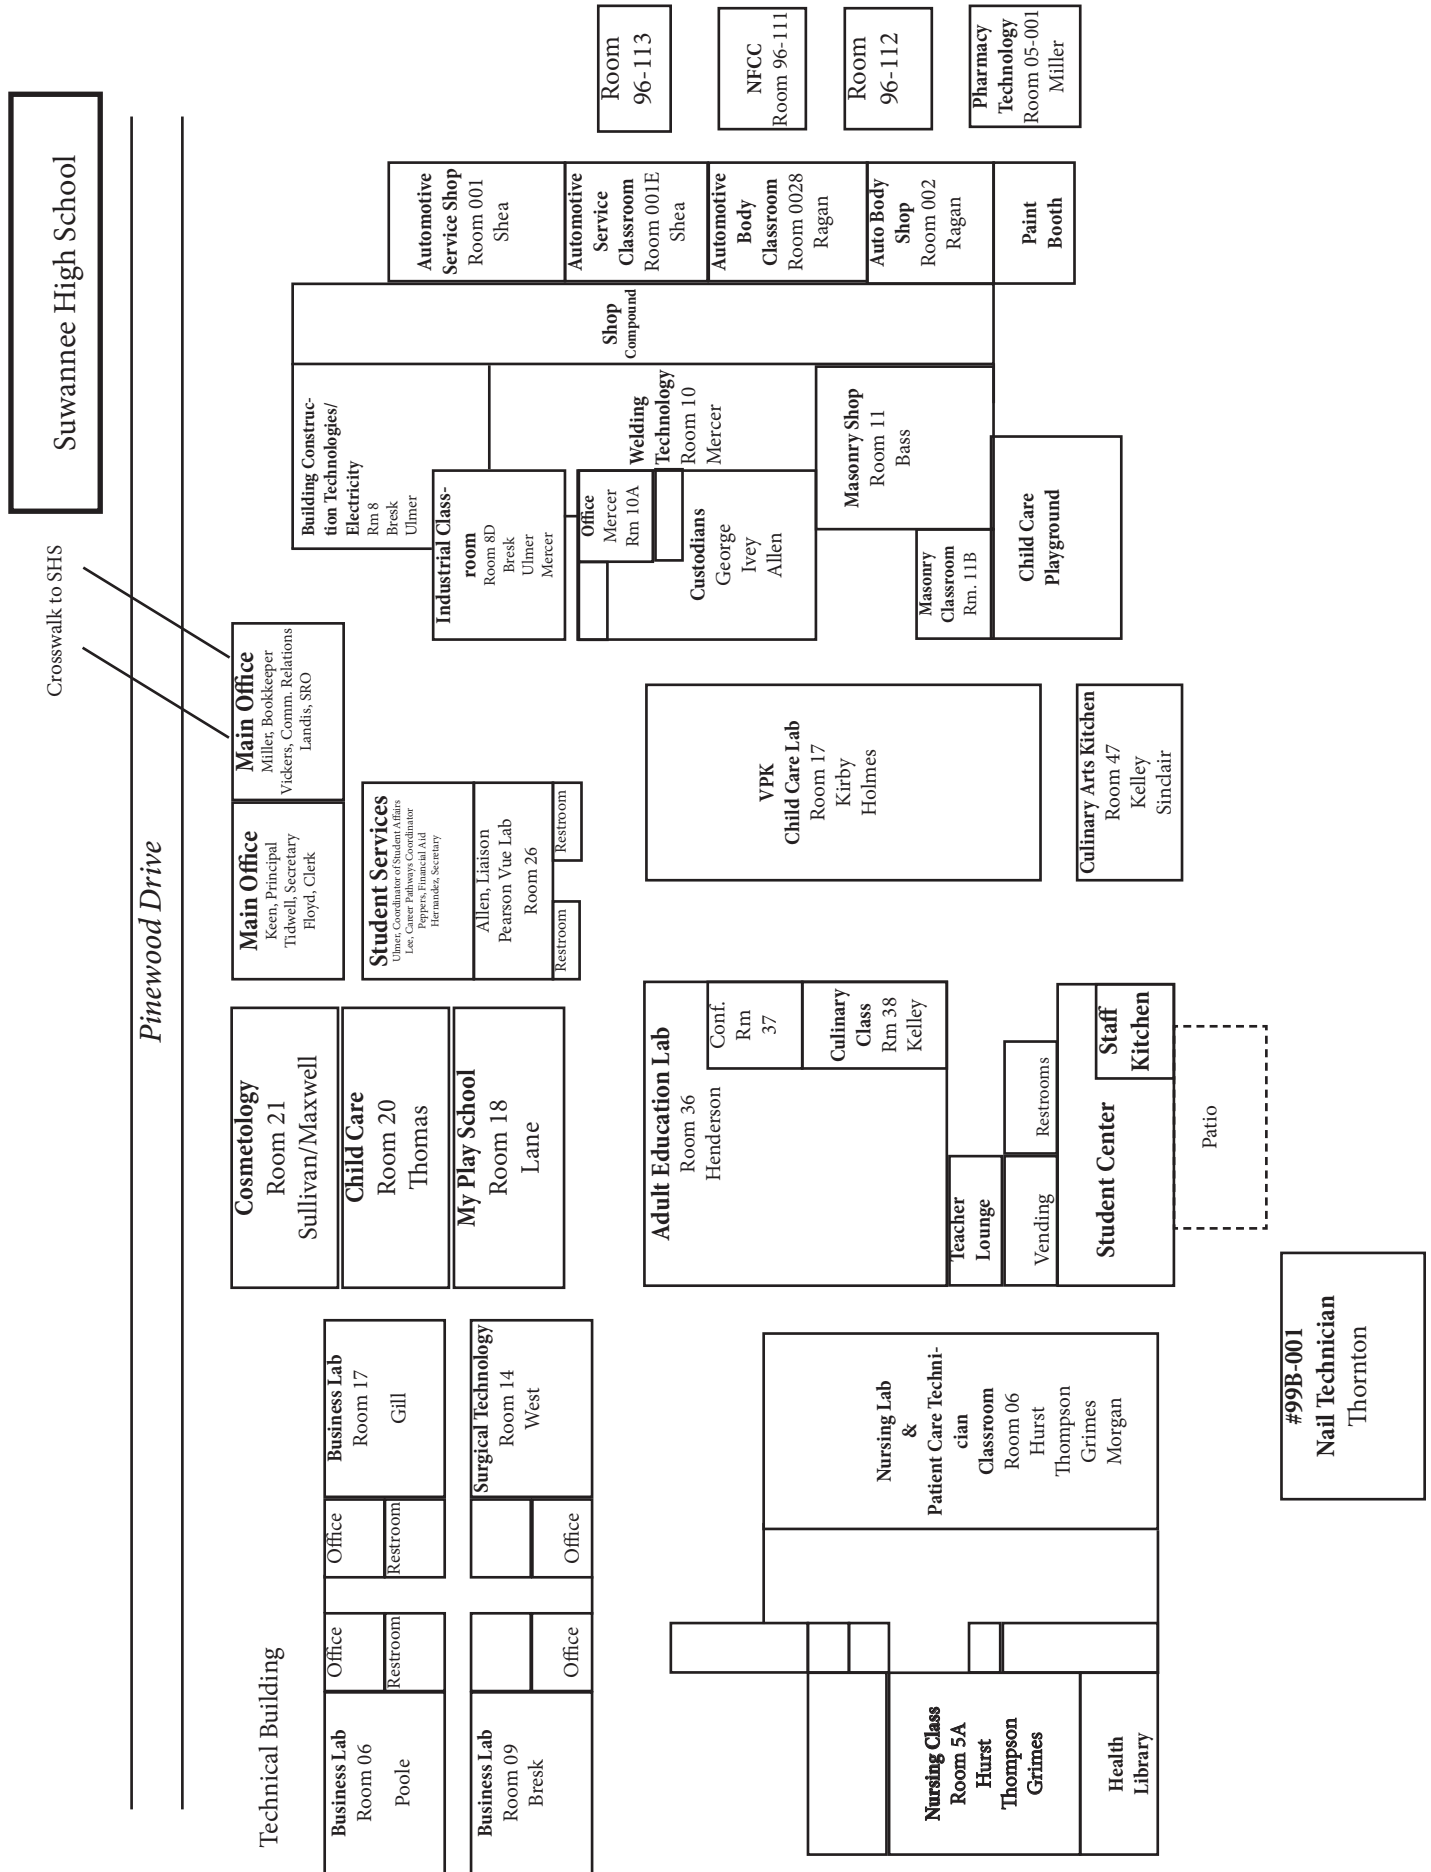 Suwannee High School
Crosswalk to SHS
Pinewood Drive
Technical Building
Business Lab
Room 06
Poole
Office
Restroom
Office
Restroom
Business Lab
Room 17
Gill
Business Lab
Room 09
Bresk
Office
Office
Surgical Technology
Room 14
West
Cosmetology
Room 21
Sullivan/Maxwell
Child Care
Room 20
Thomas
My Play School
Room 18
Lane
Main Office
Keen, Principal
Tidwell, Secretary
Floyd, Clerk
Main Office
Miller, Bookkeeper
Vickers, Comm. Relations
Landis, SRO
Student Services
Ulmer, Coordinator of Student Affairs
Lee, Career Pathways Coordinator
Peppers, Financial Aid
Hernandez, Secretary
Allen, Liaison
Pearson Vue Lab
Room 26
Restroom
Restroom
Building Construc-
tion Technologies/
Electricity
Rm 8
Bresk
Ulmer
Industrial Class-
room
Room 8D
Bresk
Ulmer
Mercer
Office
Mercer
Rm 10A
Welding
Technology
Room 10
Mercer
Custodians
George
Ivey
Allen
Masonry Shop
Room 11
Bass
Masonry
Classroom
Rm. 11B
Child Care
Playground
Shop
Compound
Automotive
Service Shop
Room 001
Shea
Automotive
Service
Classroom
Room 001E
Shea
Automotive
Body
Classroom
Room 0028
Ragan
Auto Body
Shop
Room 002
Ragan
Paint
Booth
Room
96-113
NFCC
Room 96-111
Room
96-112
Pharmacy
Technology
Room 05-001
Miller
Adult Education Lab
Room 36
Henderson
Conf.
Rm
37
Culinary
Class
Rm 38
Kelley
Teacher
Lounge
Vending
Restrooms
Student Center
Staff
Kitchen
Patio
VPK
Child Care Lab
Room 17
Kirby
Holmes
Culinary Arts Kitchen
Room 47
Kelley
Sinclair
Nursing Class
Room 5A
Hurst
Thompson
Grimes
Health
Library
Nursing Lab
&
Patient Care Techni-
cian
Classroom
Room 06
Hurst
Thompson
Grimes
Morgan
#99B-001
Nail Technician
Thornton